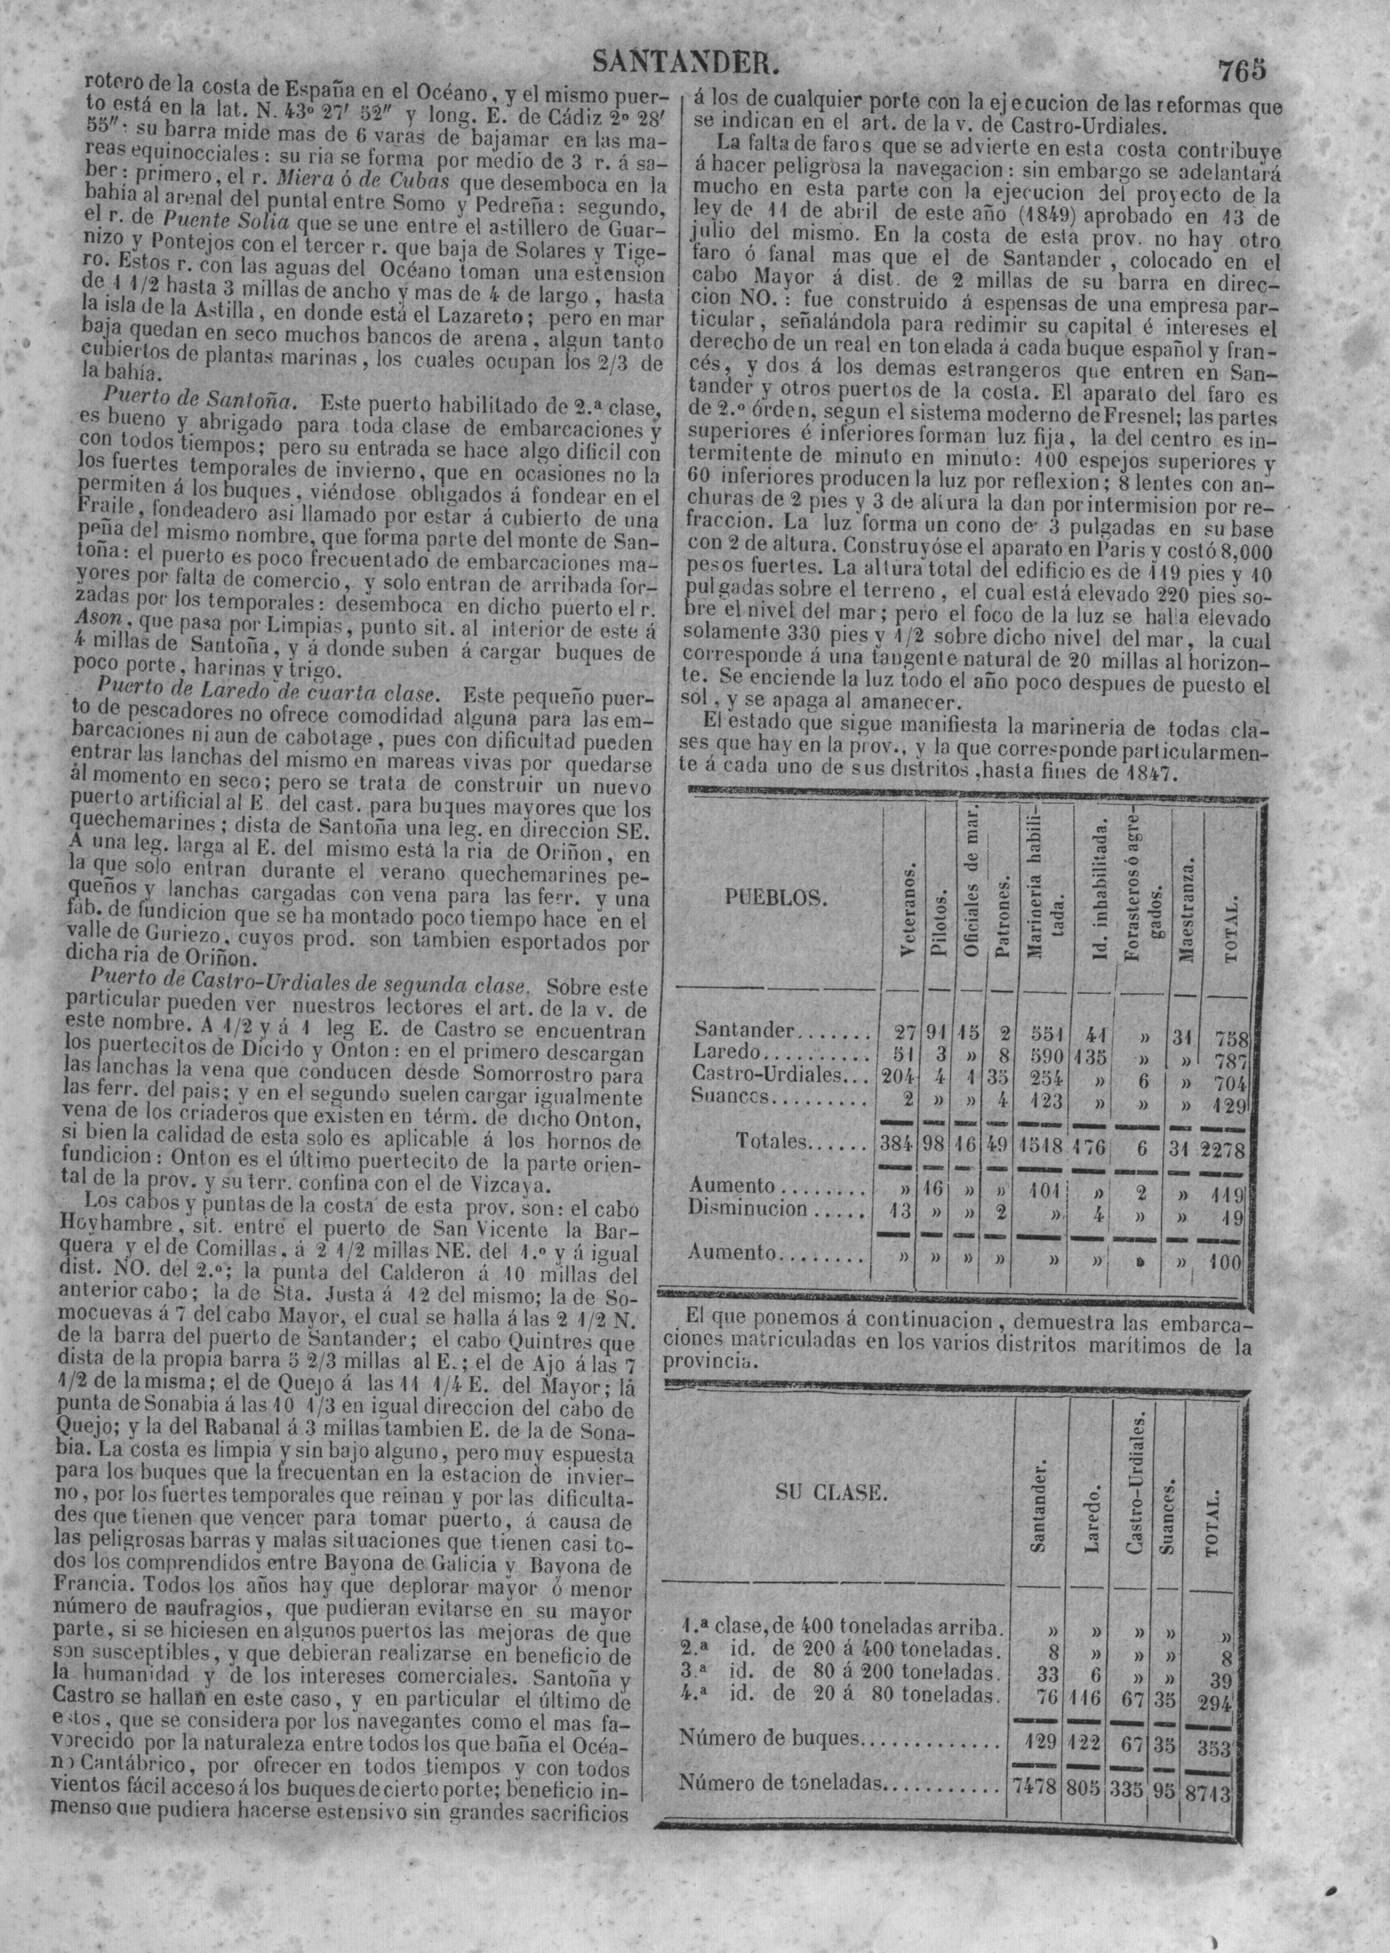 SANTANDER.
765
rotero de la costa de España en el Océano, y el mismo puer-
to está en la lat. N. 43º 27′ 52″ y long. E. de Cádiz 2º 28′
55″: su barra mide mas de 6 varas de bajamar en las ma-
reas equinocciales: su ria se forma por medio de 3 r. á sa-
ber: primero, el r. Miera ó de Cubas que desemboca en la
bahía al arenal del puntal entre Somo y Pedreña: segundo,
el r. de Puente Solia que se une entre el astillero de Guar-
nizo y Pontejos con el tercer r. que baja de Solares y Tige-
ro. Estos r. con las aguas del Océano toman una estension
de 1 1/2 hasta 3 millas de ancho y mas de 4 de largo, hasta
la isla de la Astilla, en donde está el Lazareto; pero en mar
baja quedan en seco muchos bancos de arena, algun tanto
cubiertos de plantas marinas, los cuales ocupan los 2/3 de
la bahía.
Puerto de Santoña. Este puerto habilitado de 2.ª clase,
es bueno y abrigado para toda clase de embarcaciones y
con todos tiempos; pero su entrada se hace algo dificil con
los fuertes temporales de invierno, que en ocasiones no la
permiten á los buques, viéndose obligados á fondear en el
Fraile, fondeadero asi llamado por estar á cubierto de una
peña del mismo nombre, que forma parte del monte de San-
toña: el puerto es poco frecuentado de embarcaciones ma-
yores por falta de comercio, y solo entran de arribada for-
zadas por los temporales: desemboca en dicho puerto el r.
Ason, que pasa por Limpias, punto sit. al interior de este á
4 millas de Santoña, y á donde suben á cargar buques de
poco porte, harinas y trigo.
Puerto de Laredo de cuarta clase. Este pequeño puer-
to de pescadores no ofrece comodidad alguna para las em-
barcaciones ni aun de cabotage, pues con dificultad pueden
entrar las lanchas del mismo en mareas vivas por quedarse
al momento en seco; pero se trata de construir un nuevo
puerto artificial al E. del cast. para buques mayores que los
quechemarines; dista de Santoña una leg. en direccion SE.
A una leg. larga al E. del mismo está la ria de Oriñon, en
la que solo entran durante el verano quechemarines pe-
queños y lanchas cargadas con vena para las ferr. y una
fáb. de fundicion que se ha montado poco tiempo hace en el
valle de Guriezo, cuyos prod. son tambien esportados por
dicha ria de Oriñon.
Puerto de Castro-Urdiales de segunda clase. Sobre este
particular pueden ver nuestros lectores el art. de la v. de
este nombre. A 1/2 y á 1 leg E. de Castro se encuentran
los puertecitos de Dícido y Onton: en el primero descargan
las lanchas la vena que conducen desde Somorrostro para
las ferr. del pais; y en el segundo suelen cargar igualmente
vena de los criaderos que existen en térm. de dicho Onton,
si bien la calidad de esta solo es aplicable á los hornos de
fundicion: Onton es el último puertecito de la parte orien-
tal de la prov. y su terr. confina con el de Vizcaya.
Los cabos y puntas de la costa de esta prov. son: el cabo
Hoyhambre, sit. entre el puerto de San Vicente la Bar-
quera y el de Comillas, á 2 1/2 millas NE. del 1.º y á igual
dist. NO. del 2.º; la punta del Calderon á 10 millas del
anterior cabo; la de Sta. Justa á 12 del mismo; la de So-
mocuevas á 7 del cabo Mayor, el cual se halla á las 2 1/2 N.
de la barra del puerto de Santander; el cabo Quintres que
dista de la propia barra 5 2/3 millas al E.; el de Ajo á las 7
1/2 de la misma; el de Quejo á las 11 1/4 E. del Mayor; la
punta de Sonabia á las 10 1/3 en igual direccion del cabo de
Quejo; y la del Rabanal á 3 millas tambien E. de la de Sona-
bia. La costa es limpia y sin bajo alguno, pero muy espuesta
para los buques que la frecuentan en la estacion de invier-
no, por los fuertes temporales que reinan y por las dificulta-
des que tienen que vencer para tomar puerto, á causa de
las peligrosas barras y malas situaciones que tienen casi to-
dos los comprendidos entre Bayona de Galicia y Bayona de
Francia. Todos los años hay que deplorar mayor ó menor
número de naufragios, que pudieran evitarse en su mayor
parte, si se hiciesen en algunos puertos las mejoras de que
son susceptibles, y que debieran realizarse en beneficio de
la humanidad y de los intereses comerciales. Santoña y
Castro se hallan en este caso, y en particular el último de
estos, que se considera por los navegantes como el mas fa-
vorecido por la naturaleza entre todos los que baña el Océa-
no Cantábrico, por ofrecer en todos tiempos y con todos
vientos fácil acceso á los buques de cierto porte; beneficio in-
menso que pudiera hacerse estensivo sin grandes sacrificios
á los de cualquier porte con la ejecucion de las reformas que
se indican en el art. de la v. de Castro-Urdiales.
La falta de faros que se advierte en esta costa contribuye
á hacer peligrosa la navegacion: sin embargo se adelantará
mucho en esta parte con la ejecucion del proyecto de la
ley de 11 de abril de este año (1849) aprobado en 13 de
julio del mismo. En la costa de esta prov. no hay otro
faro ó fanal mas que el de Santander, colocado en el
cabo Mayor á dist. de 2 millas de su barra en direc-
cion NO.: fue construido á espensas de una empresa par-
ticular, señalándola para redimir su capital é intereses el
derecho de un real en tonelada á cada buque español y fran-
cés, y dos á los demas estrangeros que entren en San-
tander y otros puertos de la costa. El aparato del faro es
de 2.º órden, segun el sistema moderno de Fresnel; las partes
superiores é inferiores forman luz fija, la del centro es in-
termitente de minuto en minuto: 100 espejos superiores y
60 inferiores producen la luz por reflexion; 8 lentes con an-
churas de 2 pies y 3 de altura la dan por intermision por re-
fraccion. La luz forma un cono de 3 pulgadas en su base
con 2 de altura. Construyóse el aparato en Paris y costó 8,000
pesos fuertes. La altura total del edificio es de 119 pies y 10
pulgadas sobre el terreno, el cual está elevado 220 pies so-
bre el nivel del mar; pero el foco de la luz se halla elevado
solamente 330 pies y 1/2 sobre dicho nivel del mar, la cual
corresponde á una tangente natural de 20 millas al horizon-
te. Se enciende la luz todo el año poco despues de puesto el
sol, y se apaga al amanecer.
El estado que sigue manifiesta la marineria de todas cla-
ses que hay en la prov., y la que corresponde particularmen-
te á cada uno de sus distritos, hasta fines de 1847.
PUEBLOS. Veteranos. Pilotos. Oficiales de mar. Patrones. Marineria habili-tada. Id. inhabilitada. Forasteros ó agre-gados. Maestranza. TOTAL.
Santander....... 27 91 15 2 551 41 » 31 758
Laredo.......... 51 3 » 8 590 135 » » 787
Castro-Urdiales... 204 4 1 35 254 » 6 » 704
Suances......... 2 » » 4 123 » » » 129
Totales...... 384 98 16 49 1518 176 6 31 2278
Aumento........ » 16 » » 101 » 2 » 119
Disminucion..... 13 » » 2 » 4 » » 19
Aumento........ » » » » » » » » 100
El que ponemos á continuacion, demuestra las embarca-
ciones matriculadas en los varios distritos marítimos de la
provincia.
SU CLASE. Santander. Laredo. Castro-Urdiales. Suances. TOTAL.
1.ª clase, de 400 toneladas arriba. » » » » »
2.ª id. de 200 á 400 toneladas. 8 » » » 8
3.ª id. de 80 á 200 toneladas. 33 6 » » 39
4.ª id. de 20 á 80 toneladas. 76 116 67 35 294
Número de buques............. 129 122 67 35 353
Número de toneladas........... 7478 805 335 95 8713